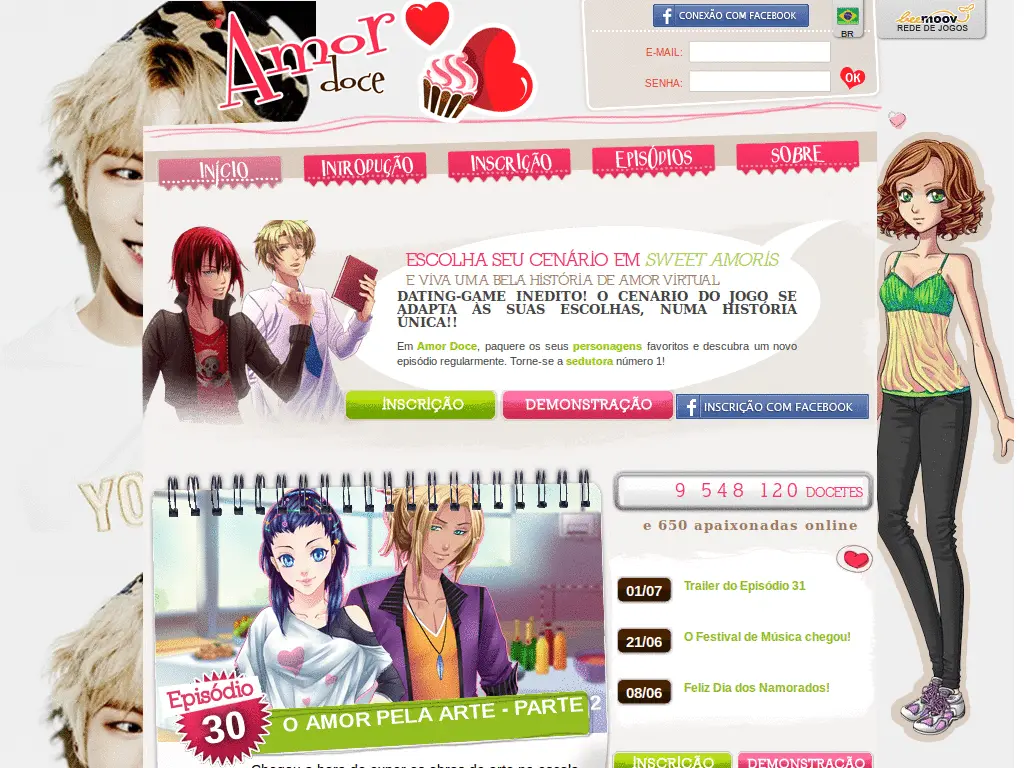 Amor doce
CONEXÃO COM FACEBOOK
BR
beemoov
REDE DE JOGOS
E-MAIL:
SENHA:
OK
INÍCIO
INTRODUÇÃO
INSCRIÇÃO
EPISÓDIOS
SOBRE
ESCOLHA SEU CENÁRIO EM SWEET AMORIS
E VIVA UMA BELA HISTÓRIA DE AMOR VIRTUAL
DATING-GAME INEDITO! O CENARIO DO JOGO SE
ADAPTA ÀS SUAS ESCOLHAS, NUMA HISTÓRIA
ÚNICA!!
Em Amor Doce, paquere os seus personagens favoritos e descubra um novo
episódio regularmente. Torne-se a sedutora número 1!
INSCRIÇÃO
DEMONSTRAÇÃO
INSCRIÇÃO COM FACEBOOK
YO
9 548 120 DOCETES
e 650 apaixonadas online
01/07 Trailer do Episódio 31
21/06 O Festival de Música chegou!
08/06 Feliz Dia dos Namorados!
Episódio
30
O AMOR PELA ARTE - PARTE 2
INSCRIÇÃO
DEMONSTRAÇÃO